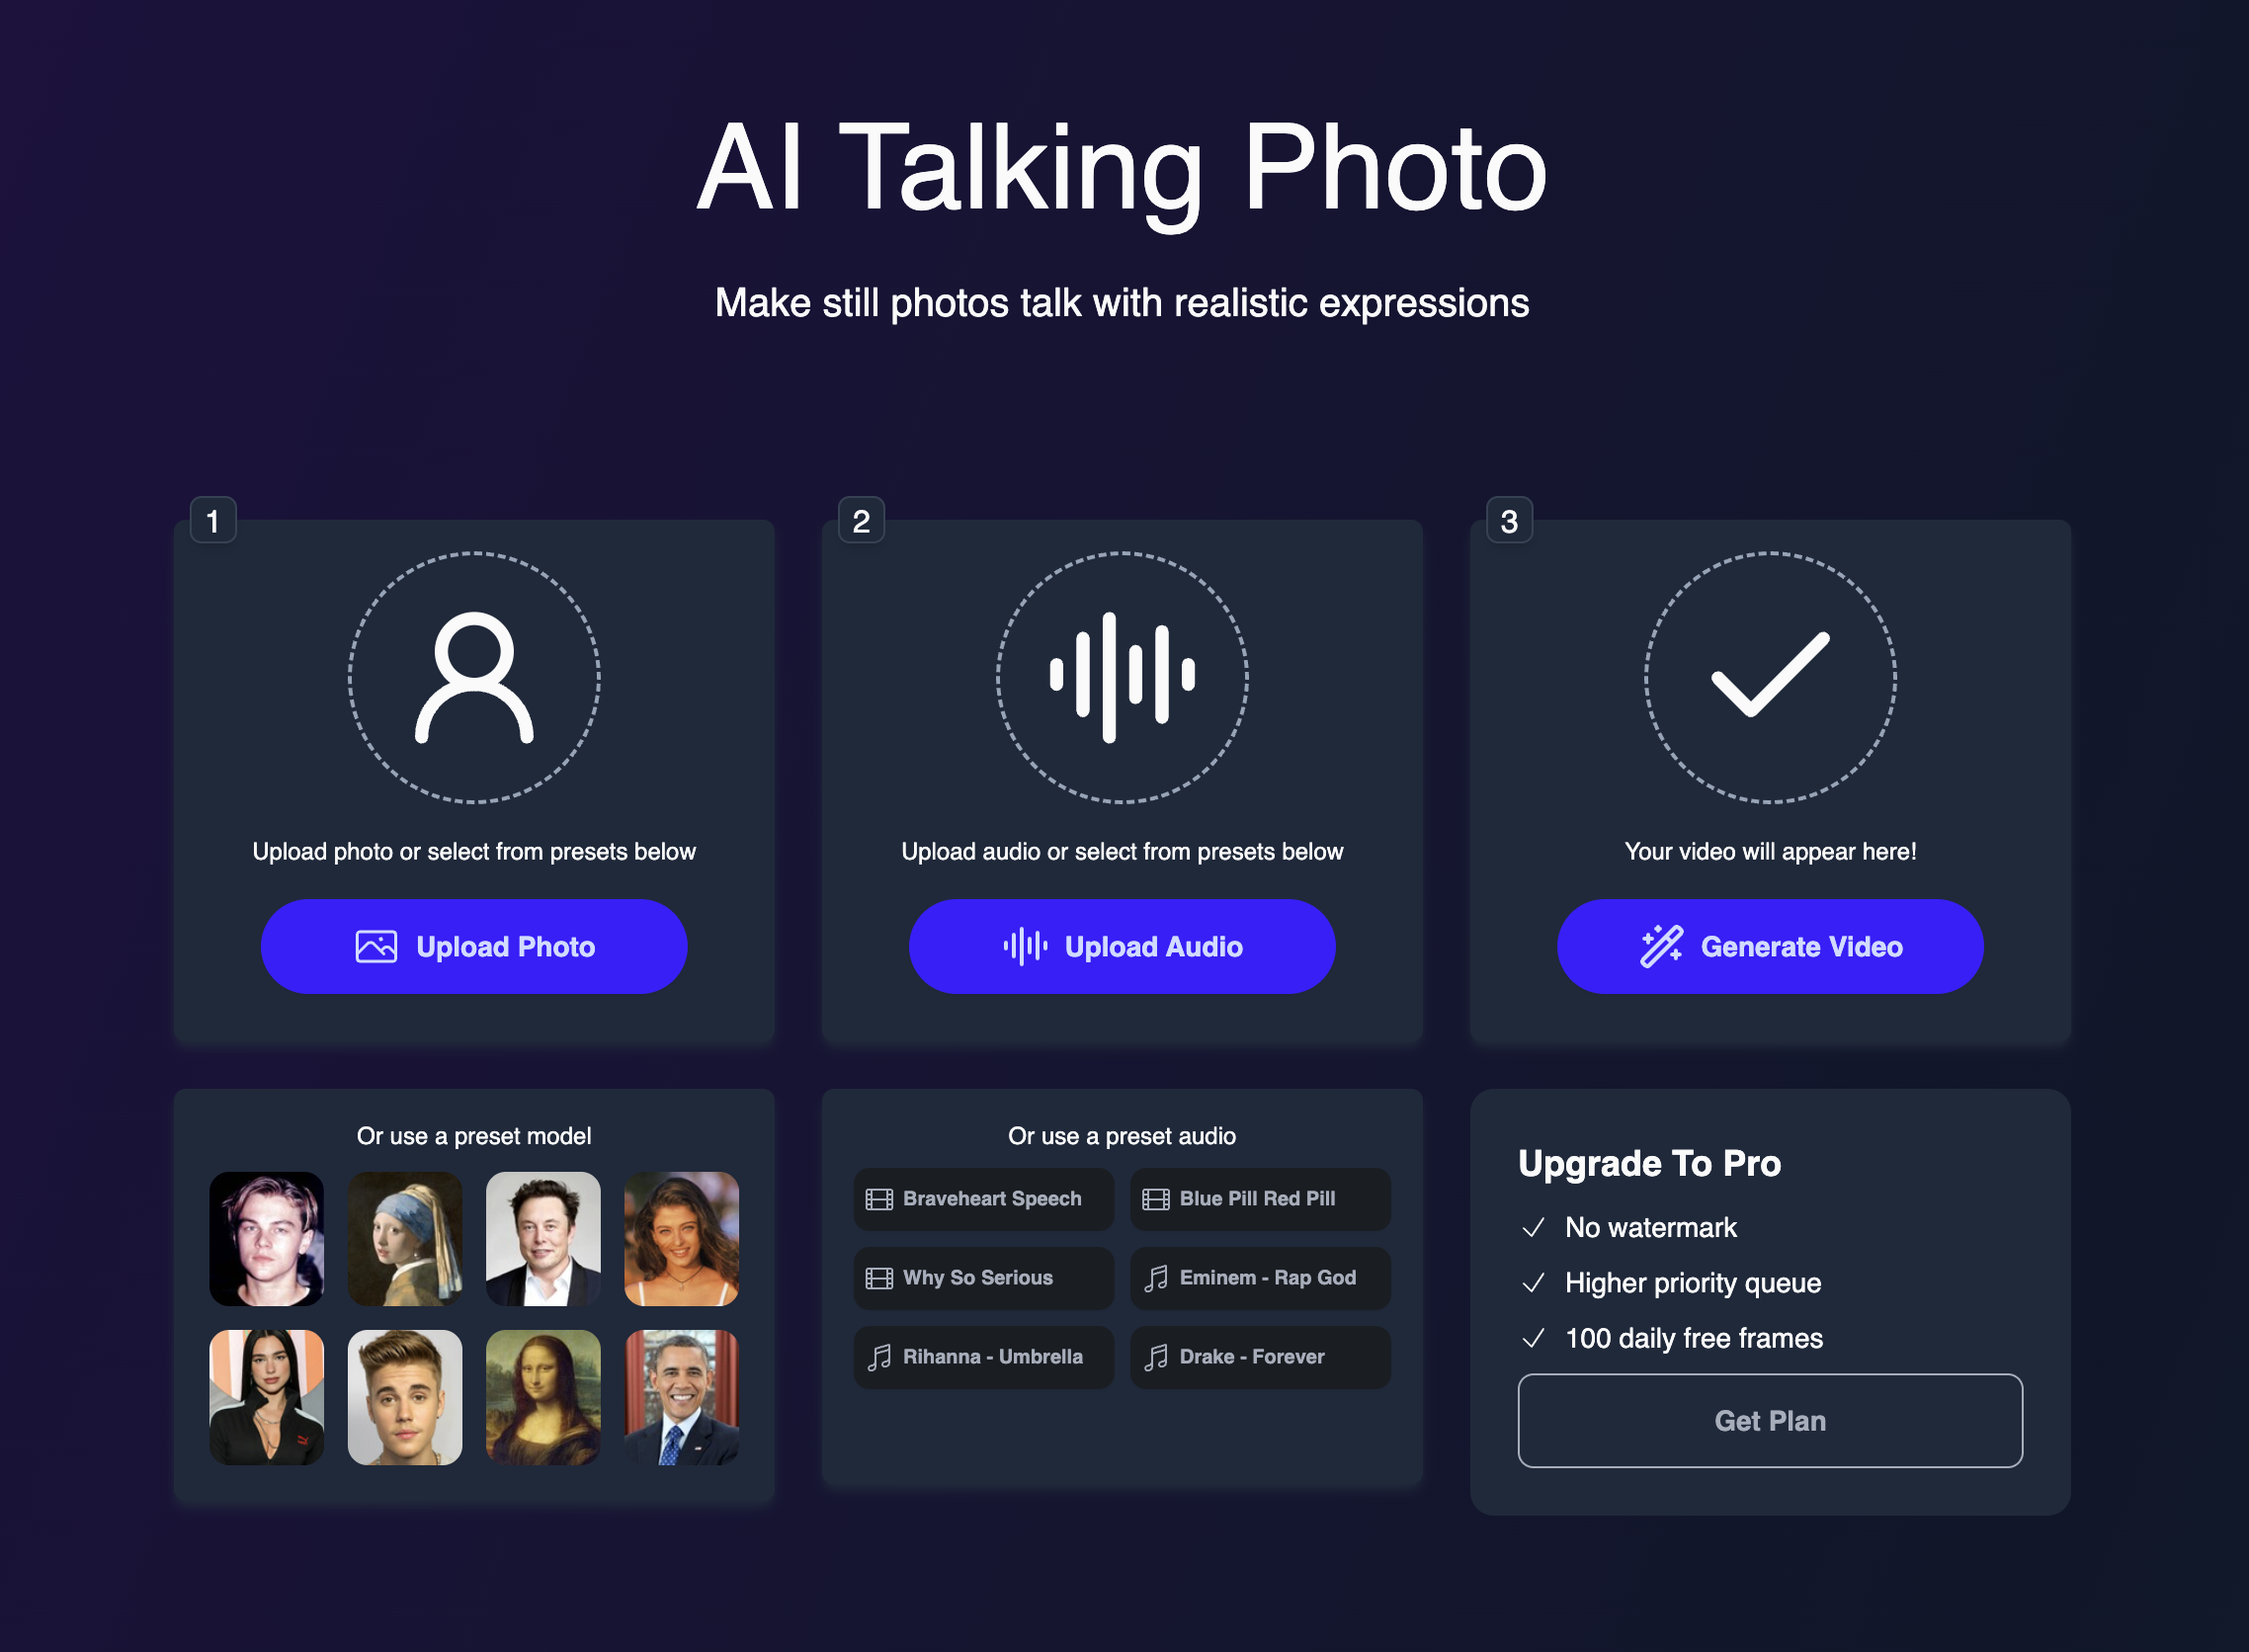 AI Talking Photo
Make still photos talk with realistic expressions
1
Upload photo or select from presets below
Upload Photo
2
Upload audio or select from presets below
Upload Audio
3
Your video will appear here!
Generate Video
Or use a preset model
Or use a preset audio
Braveheart Speech
Blue Pill Red Pill
Why So Serious
Eminem - Rap God
Rihanna - Umbrella
Drake - Forever
Upgrade To Pro
No watermark
Higher priority queue
100 daily free frames
Get Plan